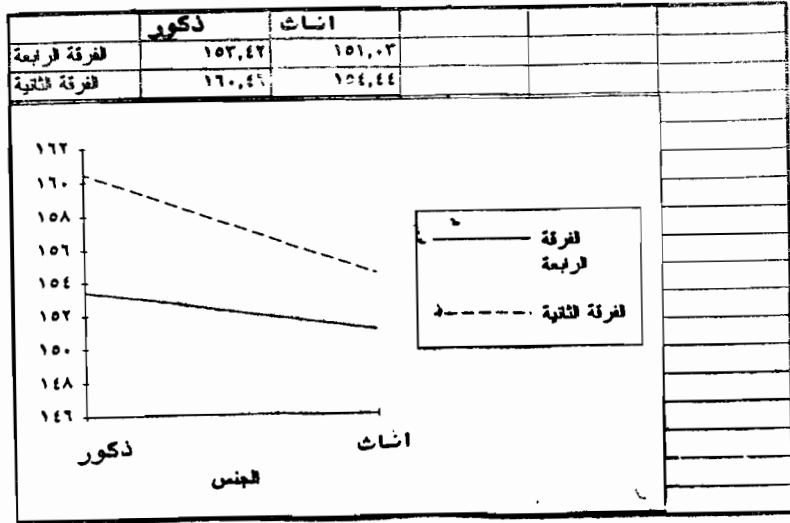 ذكور اناث
الفرقة الرابعة ١٥٣,٤٢ ١٥١,٠٣
الفرقة الثانية ١٦٠,٤٦ ١٥٤,٤٤
١٦٢
١٦٠
١٥٨
١٥٦
١٥٤
١٥٢
١٥٠
١٤٨
١٤٦
ذكور اناث
الجنس
الفرقة
الرابعة
الفرقة الثانية